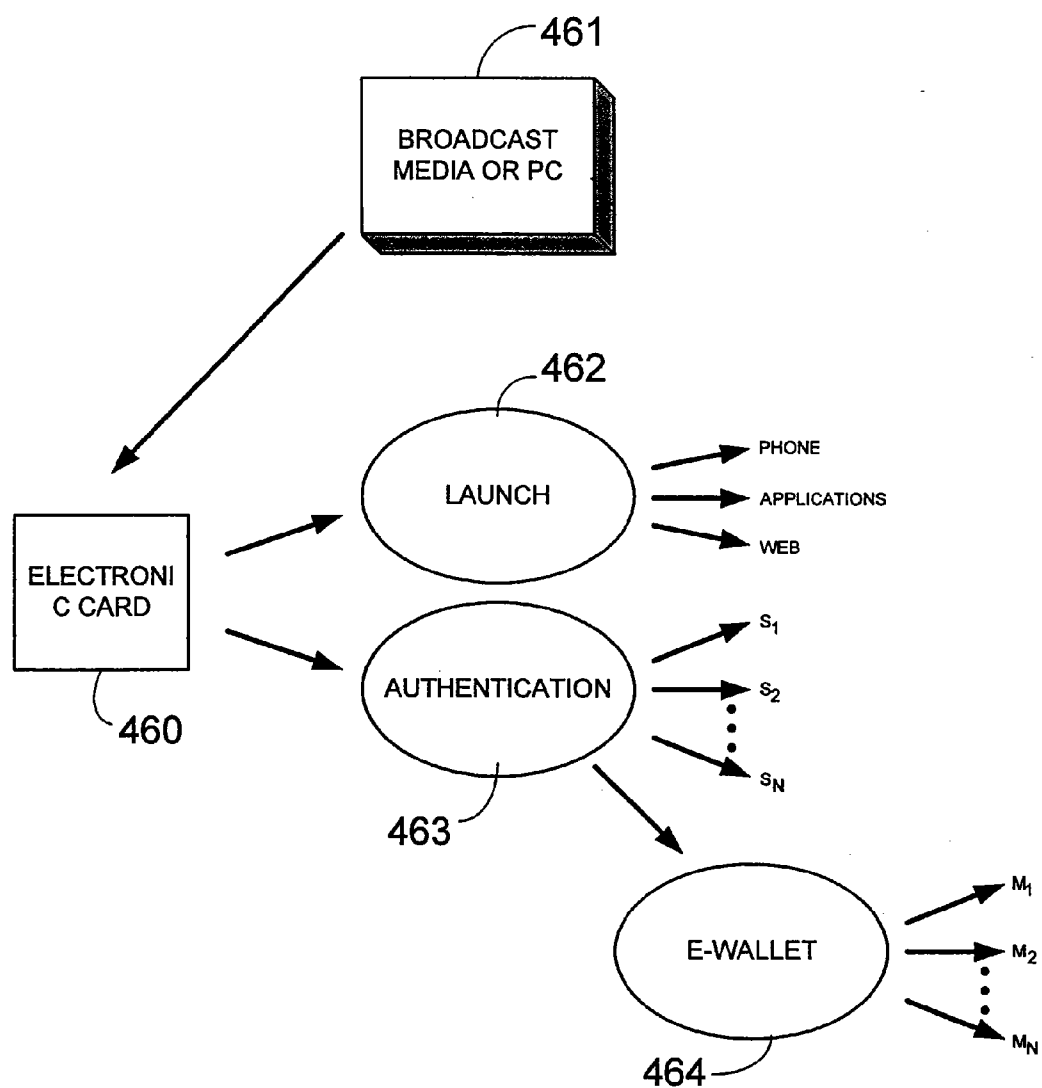 461
BROADCAST
MEDIA OR PC
462
LAUNCH
PHONE
APPLICATIONS
WEB
ELECTRONI
C CARD
460
AUTHENTICATION
463
S1
S2
SN
E-WALLET
464
M1
M2
MN